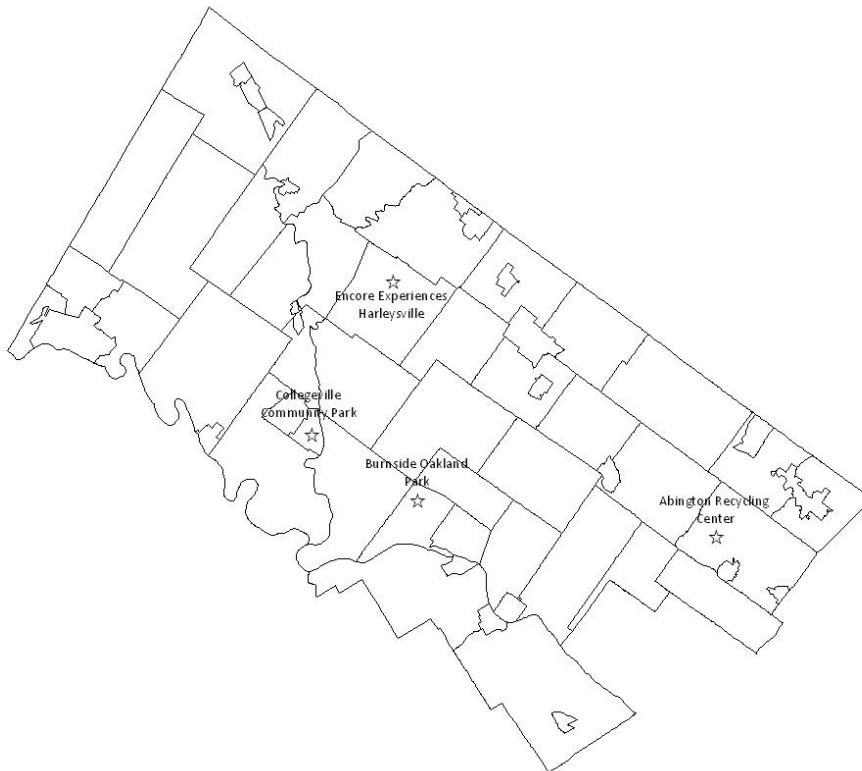 Encore Experiences
Harleysville
Collegeville
Community Park
Burnside Oakland
Park
Abington Recycling
Center